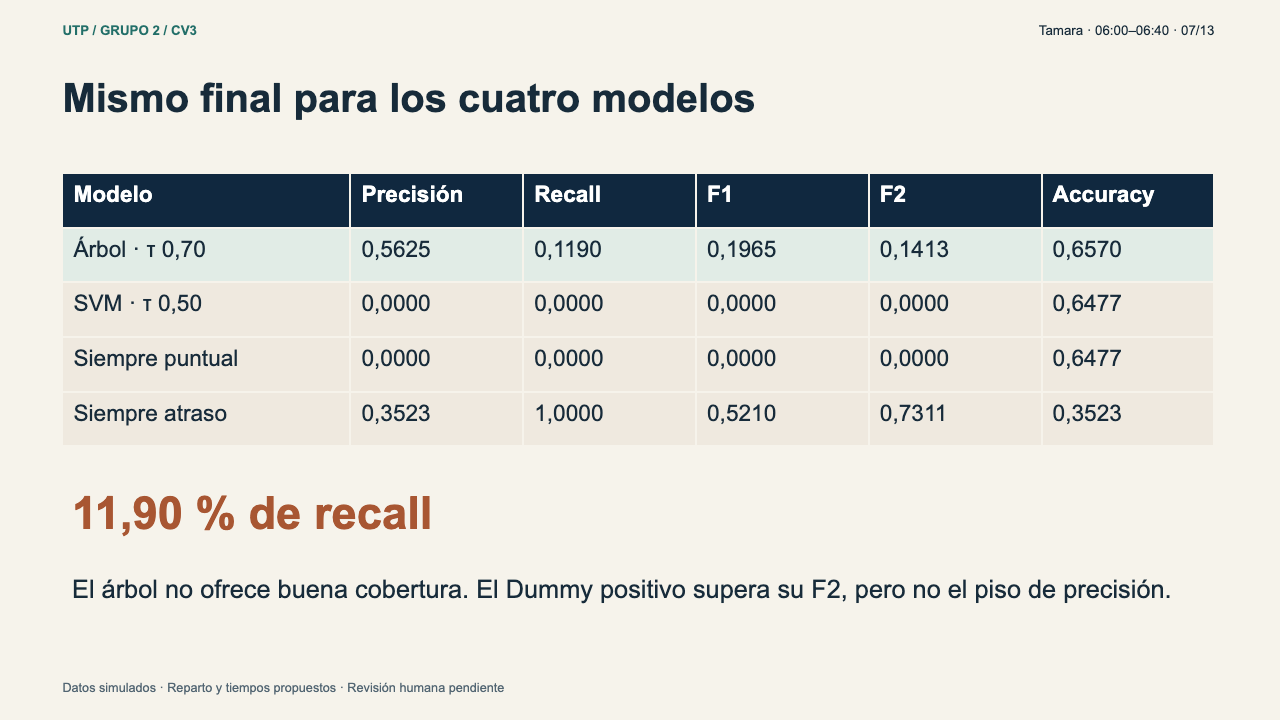 UTP / GRUPO 2 / CV3
Tamara · 06:00–06:40 · 07/13
Mismo final para los cuatro modelos
Modelo Precisión Recall F1 F2 Accuracy
Árbol · τ 0,70 0,5625 0,1190 0,1965 0,1413 0,6570
SVM · τ 0,50 0,0000 0,0000 0,0000 0,0000 0,6477
Siempre puntual 0,0000 0,0000 0,0000 0,0000 0,6477
Siempre atraso 0,3523 1,0000 0,5210 0,7311 0,3523
11,90 % de recall
El árbol no ofrece buena cobertura. El Dummy positivo supera su F2, pero no el piso de precisión.
Datos simulados · Reparto y tiempos propuestos · Revisión humana pendiente